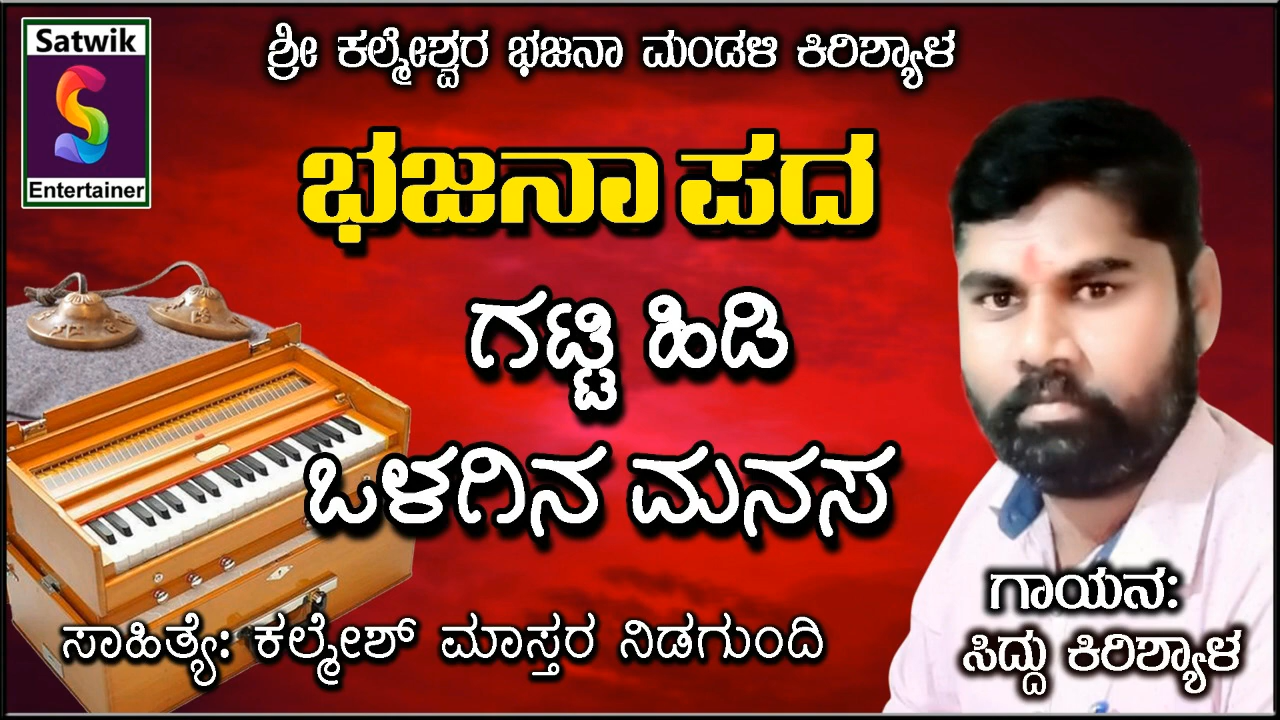 Satwik
Entertainer
ಶ್ರೀ ಕಲ್ಮೇಶ್ವರ ಭಜನಾ ಮಂಡಳಿ ಕಿರಿಶ್ಯಾಳ
ಭಜನಾ ಪದ
ಗಟ್ಟಿ ಹಿಡಿ
ಒಳಗಿನ ಮನಸ
ಸಾಹಿತ್ಯೆ: ಕಲ್ಮೇಶ್ ಮಾಸ್ತರ ನಿಡಗುಂದಿ
ಗಾಯನ:
ಸಿದ್ದು ಕಿರಿಶ್ಯಾಳ